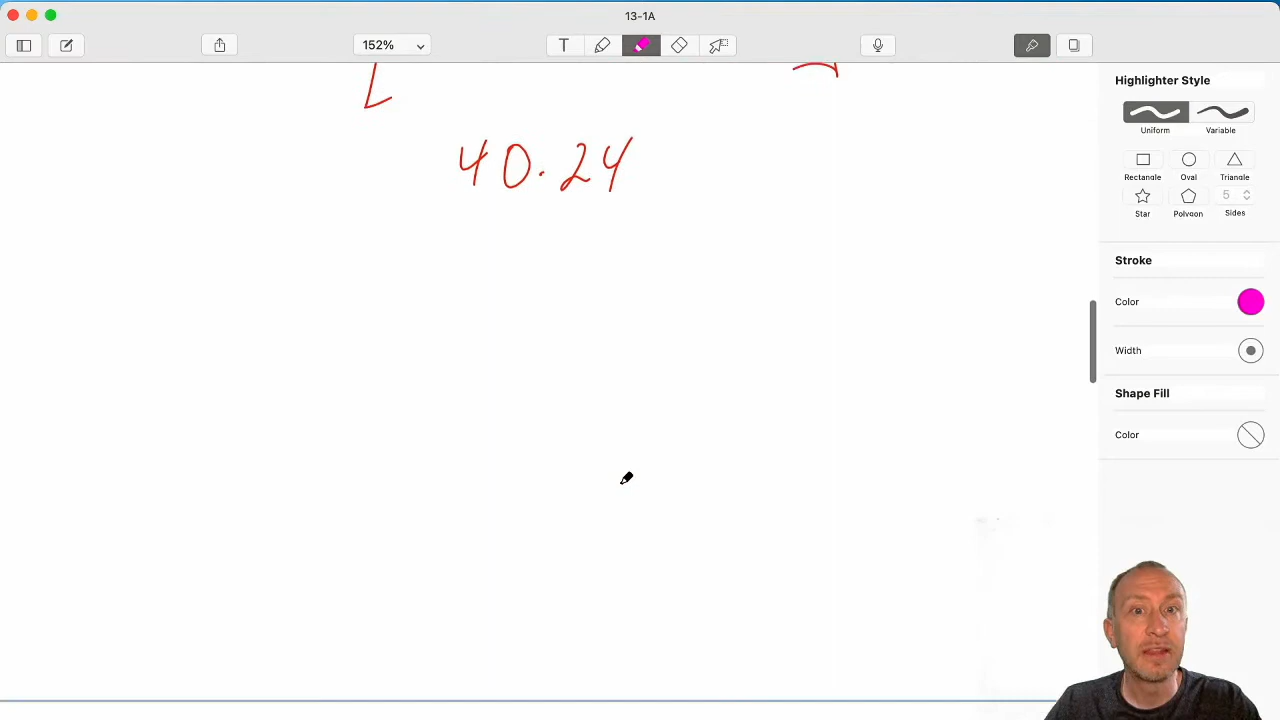 13-1A
152%
T
Highlighter Style
Uniform
Variable
Rectangle
Oval
Triangle
5
Star
Polygon
Sides
Stroke
Color
Width
Shape Fill
Color
40.24